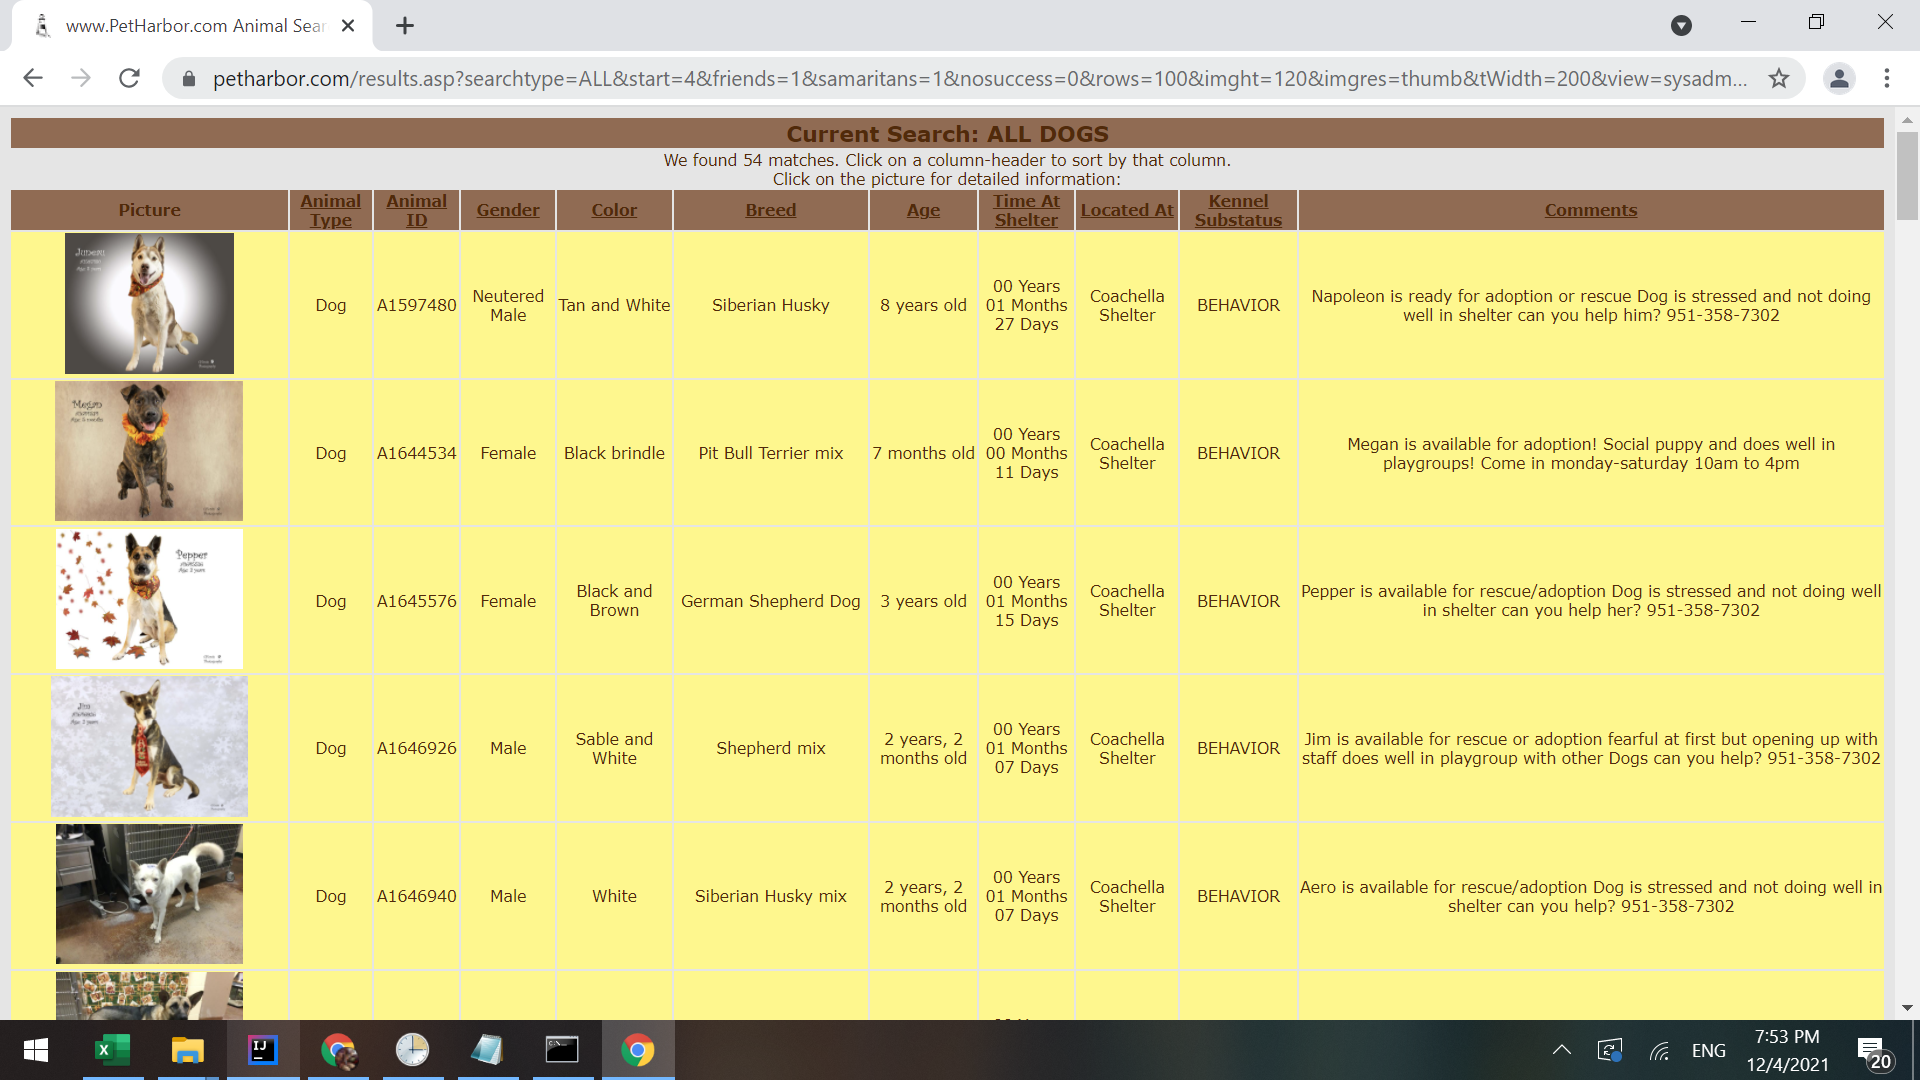 www.PetHarbor.com Animal Sear
petharbor.com/results.asp?searchtype=ALL&start=4&friends=1&samaritans=1&nosuccess=0&rows=100&imght=120&imgres=thumb&tWidth=200&view=sysadm...
Current Search: ALL DOGS
We found 54 matches. Click on a column-header to sort by that column.
Click on the picture for detailed information:
Picture
Animal
Type
Animal
ID
Gender
Color
Breed
Age
Time At
Shelter
Located At
Kennel
Substatus
Comments
Juneau
Dog
A1597480
Neutered
Male
Tan and White
Siberian Husky
8 years old
00 Years
01 Months
27 Days
Coachella
Shelter
BEHAVIOR
Napoleon is ready for adoption or rescue Dog is stressed and not doing
well in shelter can you help him? 951-358-7302
Megan
Dog
A1644534
Female
Black brindle
Pit Bull Terrier mix
7 months old
00 Years
00 Months
11 Days
Coachella
Shelter
BEHAVIOR
Megan is available for adoption! Social puppy and does well in
playgroups! Come in monday-saturday 10am to 4pm
Pepper
Dog
A1645576
Female
Black and
Brown
German Shepherd Dog
3 years old
00 Years
01 Months
15 Days
Coachella
Shelter
BEHAVIOR
Pepper is available for rescue/adoption Dog is stressed and not doing well
in shelter can you help her? 951-358-7302
Jim
Dog
A1646926
Male
Sable and
White
Shepherd mix
2 years, 2
months old
00 Years
01 Months
07 Days
Coachella
Shelter
BEHAVIOR
Jim is available for rescue or adoption fearful at first but opening up with
staff does well in playgroup with other Dogs can you help? 951-358-7302
Dog
A1646940
Male
White
Siberian Husky mix
2 years, 2
months old
00 Years
01 Months
07 Days
Coachella
Shelter
BEHAVIOR
Aero is available for rescue/adoption Dog is stressed and not doing well in
shelter can you help? 951-358-7302
IJ
ENG
7:53 PM
12/4/2021
20